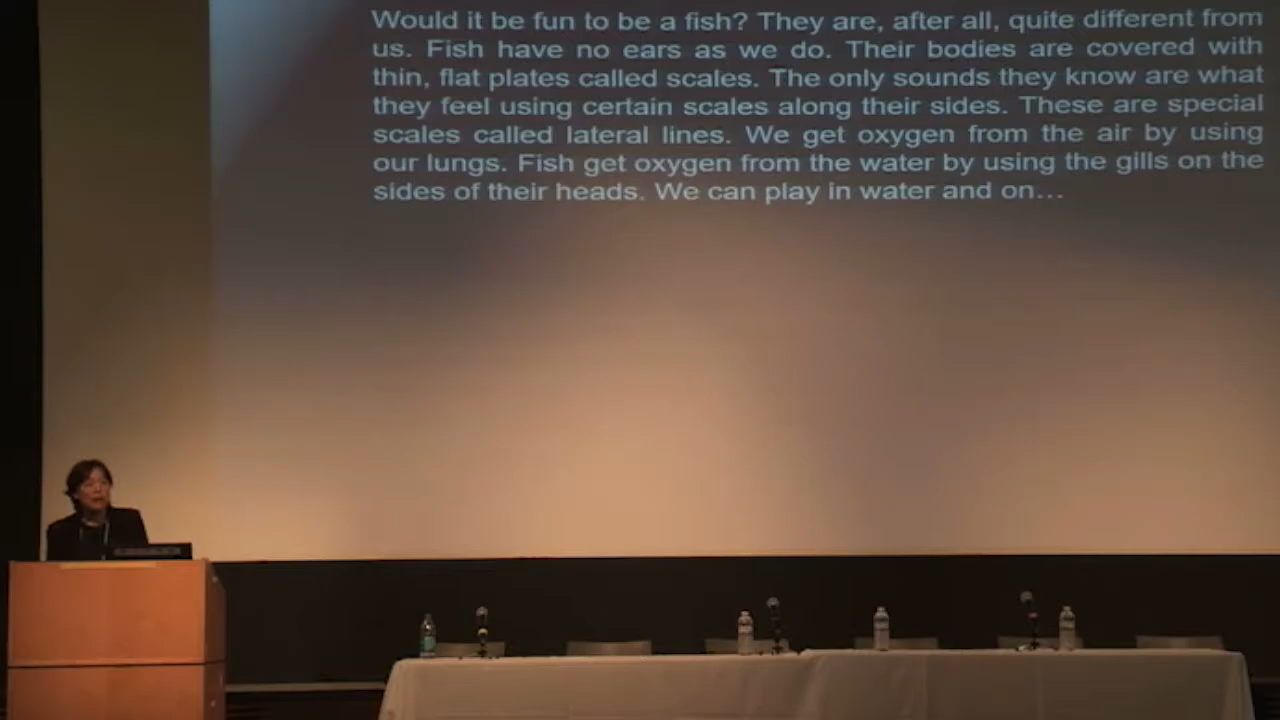 Would it be fun to be a fish? They are, after all, quite different from
us. Fish have no ears as we do. Their bodies are covered with
thin, flat plates called scales. The only sounds they know are what
they feel using certain scales along their sides. These are special
scales called lateral lines. We get oxygen from the air by using
our lungs. Fish get oxygen from the water by using the gills on the
sides of their heads. We can play in water and on...